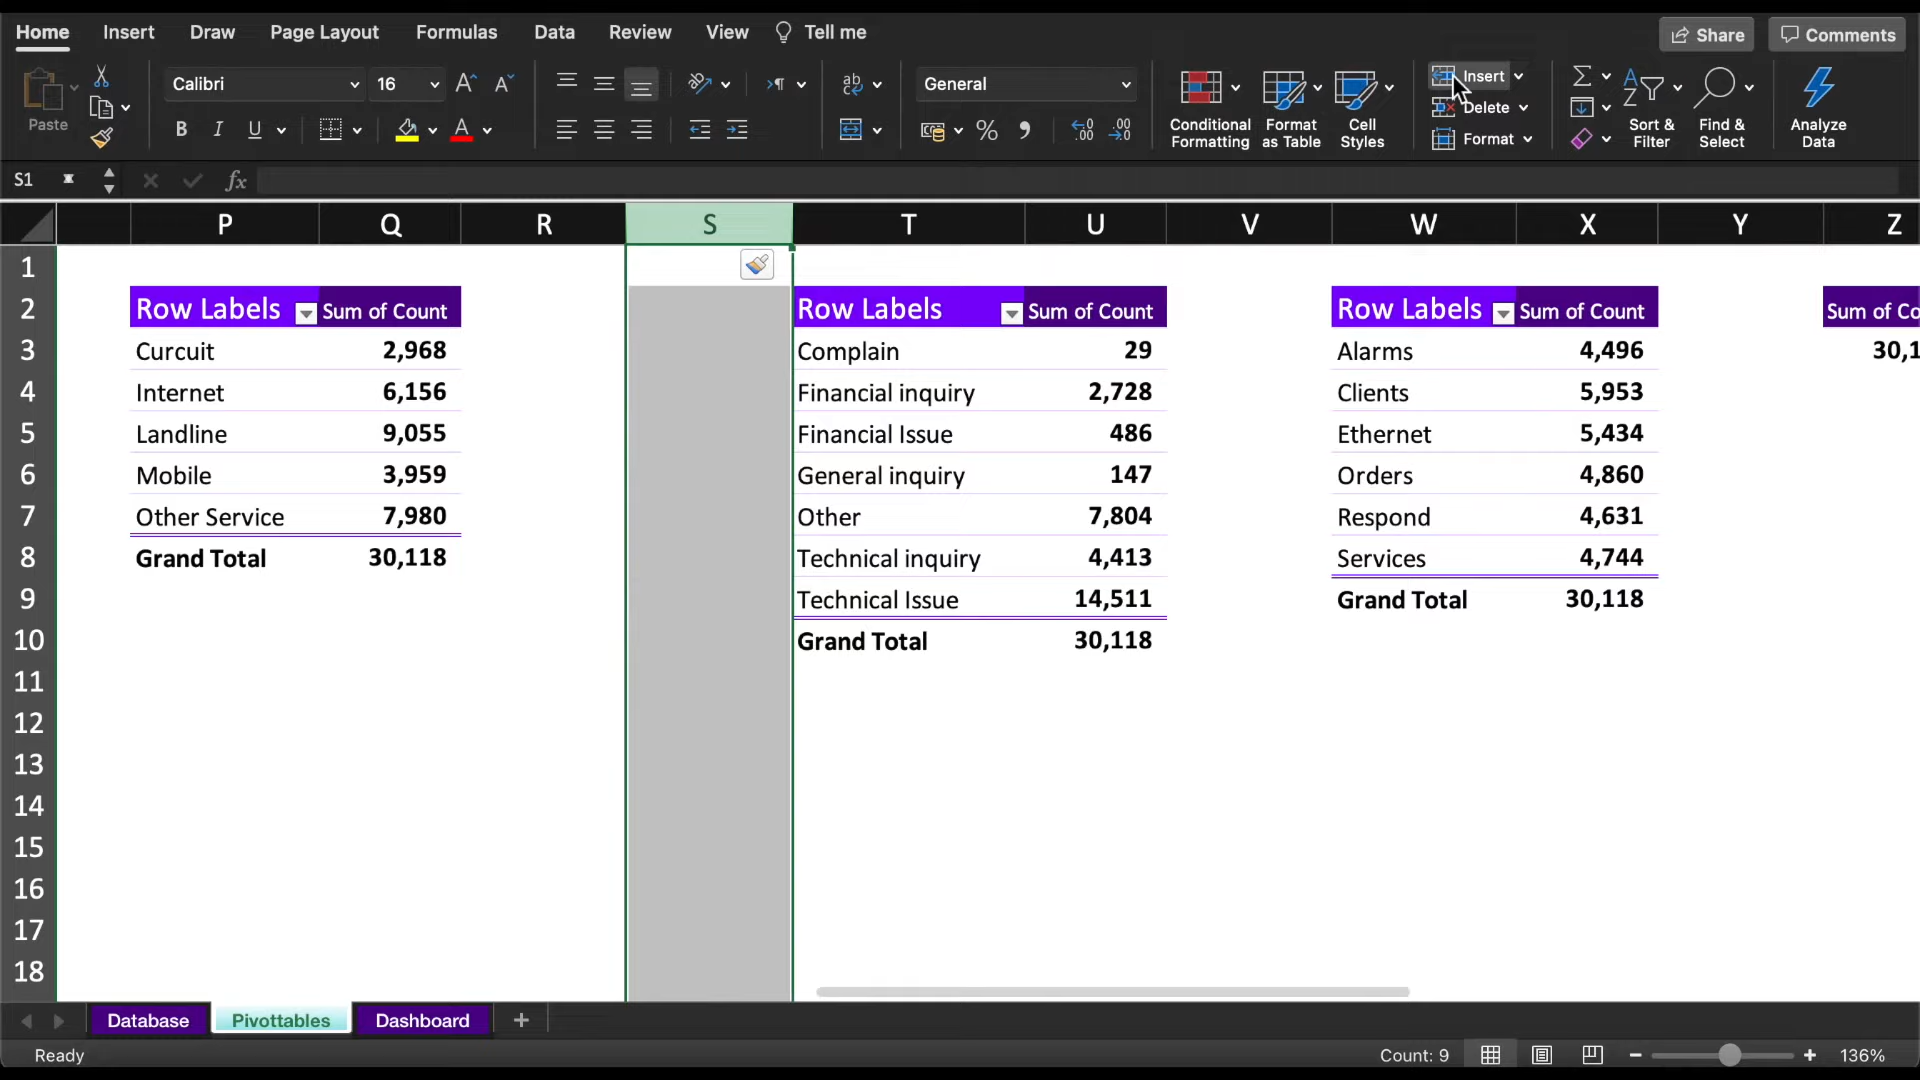 Home Insert Draw Page Layout Formulas Data Review View Tell me Share Comments
Paste Calibri 16 General Conditional Formatting Format as Table Cell Styles Insert Delete Format Sort & Filter Find & Select Analyze Data
S1 fx
P Q R S T U V W X Y Z
1
2 Row Labels Sum of Count Row Labels Sum of Count Row Labels Sum of Count Sum of Co
3 Curcuit 2,968 Complain 29 Alarms 4,496 30,1
4 Internet 6,156 Financial inquiry 2,728 Clients 5,953
5 Landline 9,055 Financial Issue 486 Ethernet 5,434
6 Mobile 3,959 General inquiry 147 Orders 4,860
7 Other Service 7,980 Other 7,804 Respond 4,631
8 Grand Total 30,118 Technical inquiry 4,413 Services 4,744
9 Technical Issue 14,511 Grand Total 30,118
10 Grand Total 30,118
11
12
13
14
15
16
17
18
Database Pivottables Dashboard +
Ready Count: 9 136%